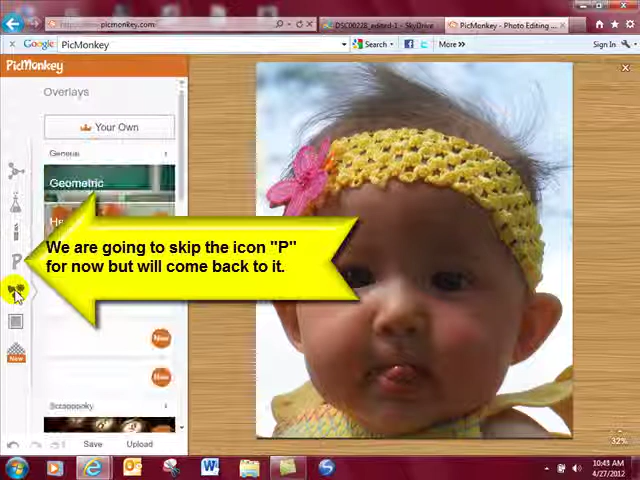 picmonkey.com
DSC00228_edited-1 - SkyDrive
PicMonkey - Photo Editing ...
Google
PicMonkey
Search
More »
Sign In
PicMonkey
Overlays
Your Own
Geometric
We are going to skip the icon "P"
for now but will come back to it.
P
New
New
New
Scrapbooky
Save
Upload
32%
10:45 AM
4/27/2012